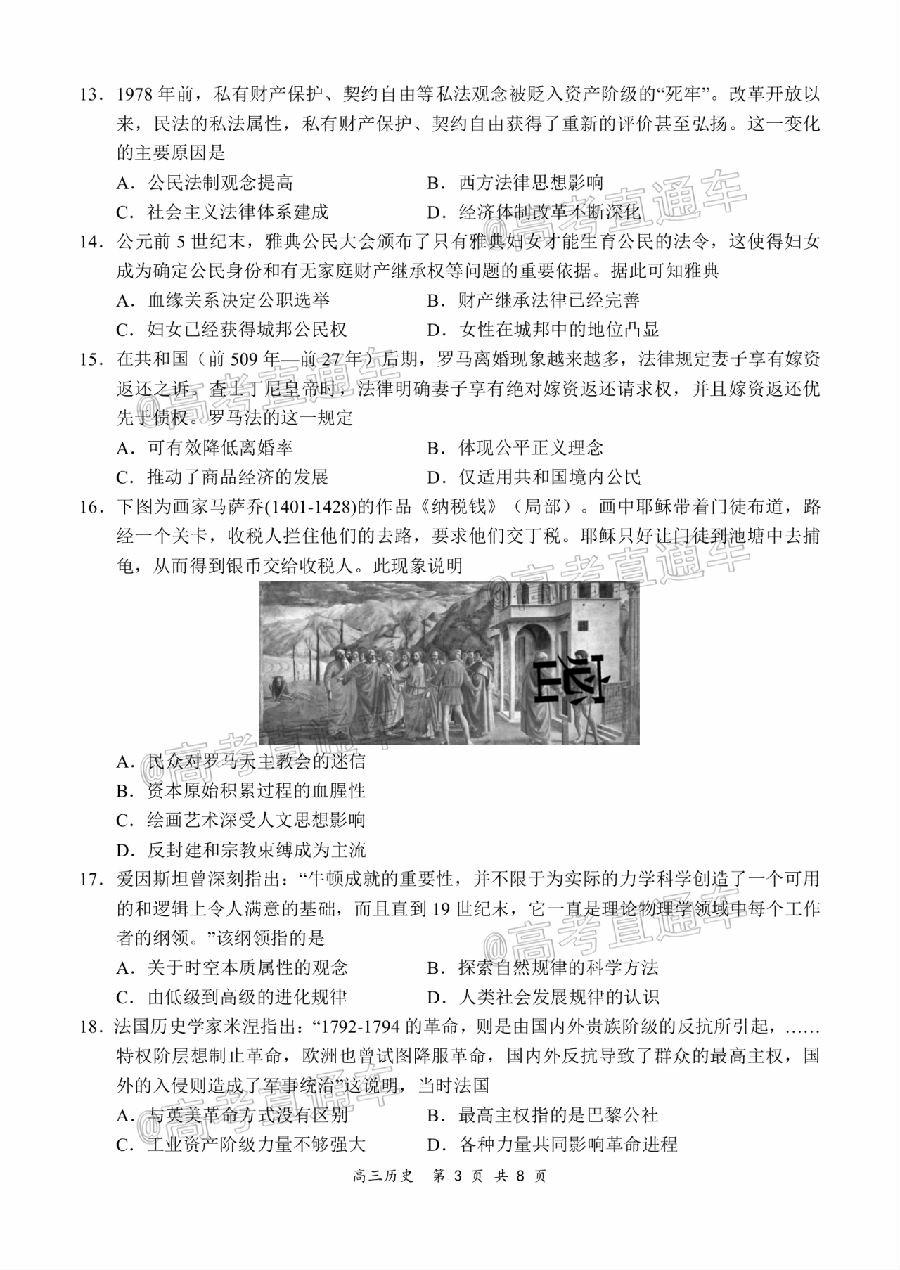 13．1978 年前，私有财产保护、契约自由等私法观念被贬入资产阶级的“死牢”。改革开放以
来，民法的私法属性，私有财产保护、契约自由获得了重新的评价甚至弘扬。这一变化
的主要原因是
A．公民法制观念提高 B．西方法律思想影响
C．社会主义法律体系建成 D．经济体制改革不断深化
@高考直通车
14．公元前 5 世纪末，雅典公民大会颁布了只有雅典妇女才能生育公民的法令，这使得妇女
成为确定公民身份和有无家庭财产继承权等问题的重要依据。据此可知雅典
A．血缘关系决定公职选举 B．财产继承法律已经完善
C．妇女已经获得城邦公民权 D．女性在城邦中的地位凸显
15．在共和国（前 509 年—前 27 年）后期，罗马离婚现象越来越多，法律规定妻子享有嫁资
返还之诉。查士丁尼皇帝时，法律明确妻子享有绝对嫁资返还请求权，并且嫁资返还优
先于债权。罗马法的这一规定
@高考直通车
A．可有效降低离婚率 B．体现公平正义理念
C．推动了商品经济的发展 D．仅适用共和国境内公民
16．下图为画家马萨乔(1401-1428)的作品《纳税钱》（局部）。画中耶稣带着门徒布道，路
经一个关卡，收税人拦住他们的去路，要求他们交丁税。耶稣只好让门徒到池塘中去捕
龟，从而得到银币交给收税人。此现象说明
@高考直通车
@高考直通车
A．民众对罗马天主教会的迷信
B．资本原始积累过程的血腥性
C．绘画艺术深受人文思想影响
D．反封建和宗教束缚成为主流
17．爱因斯坦曾深刻指出：“牛顿成就的重要性，并不限于为实际的力学科学创造了一个可用
的和逻辑上令人满意的基础，而且直到 19 世纪末，它一直是理论物理学领域中每个工作
者的纲领。”该纲领指的是
@高考直通车
A．关于时空本质属性的观念 B．探索自然规律的科学方法
C．由低级到高级的进化规律 D．人类社会发展规律的认识
18．法国历史学家米涅指出：“1792-1794 的革命，则是由国内外贵族阶级的反抗所引起，……
特权阶层想制止革命，欧洲也曾试图降服革命，国内外反抗导致了群众的最高主权，国
外的入侵则造成了军事统治”这说明，当时法国
@高考直通车
A．与英美革命方式没有区别 B．最高主权指的是巴黎公社
C．工业资产阶级力量不够强大 D．各种力量共同影响革命进程
高三历史 第 3 页 共 8 页